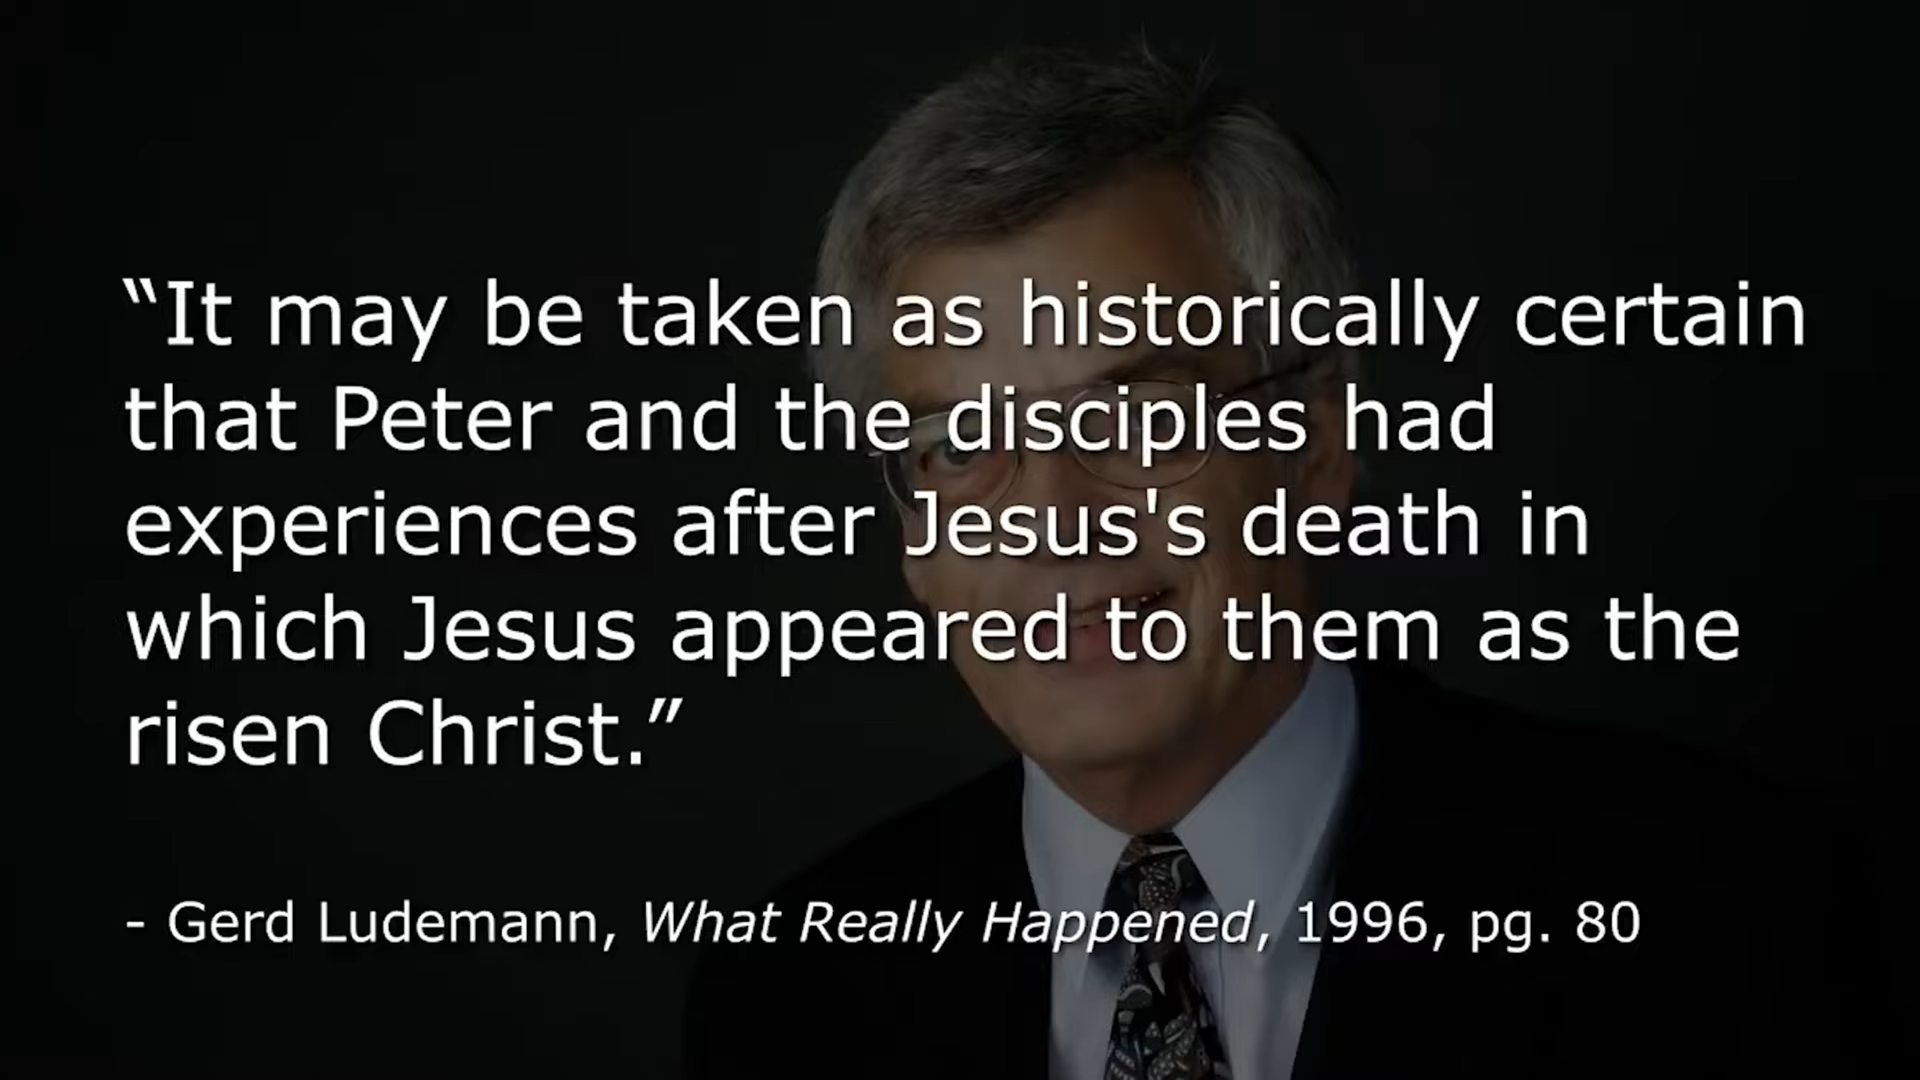 “It may be taken as historically certain
that Peter and the disciples had
experiences after Jesus's death in
which Jesus appeared to them as the
risen Christ.”
- Gerd Ludemann, What Really Happened, 1996, pg. 80